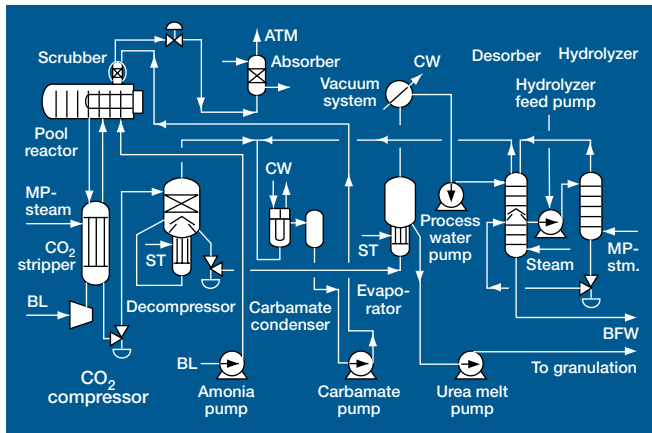 ATM
Scrubber
Absorber
Desorber
Hydrolyzer
CW
Vacuum
system
Hydrolyzer
feed pump
Pool
reactor
CW
MP-
steam
CO2
stripper
ST
ST
Process
water
pump
Steam
MP-
stm.
BL
Decompressor
Carbamate
condenser
Evapo-
rator
BFW
CO2
compressor
BL
Amonia
pump
Carbamate
pump
Urea melt
pump
To granulation